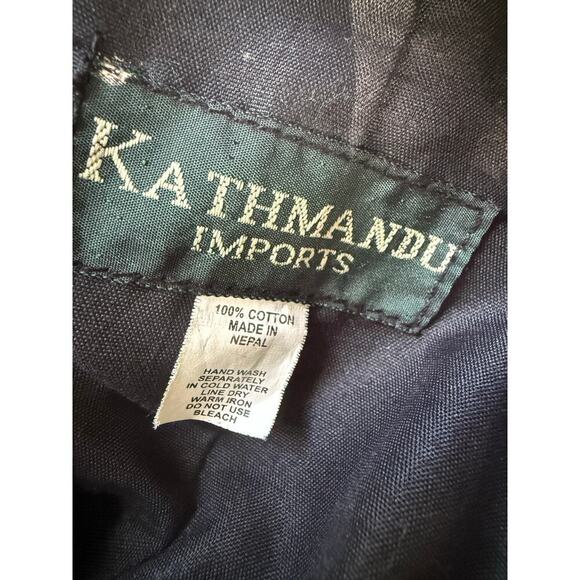 KATHMANDU
IMPORTS
100% COTTON
MADE IN
NEPAL
HAND WASH
SEPARATELY
IN COLD WATER
LINE DRY
WARM IRON
DO NOT USE
BLEACH